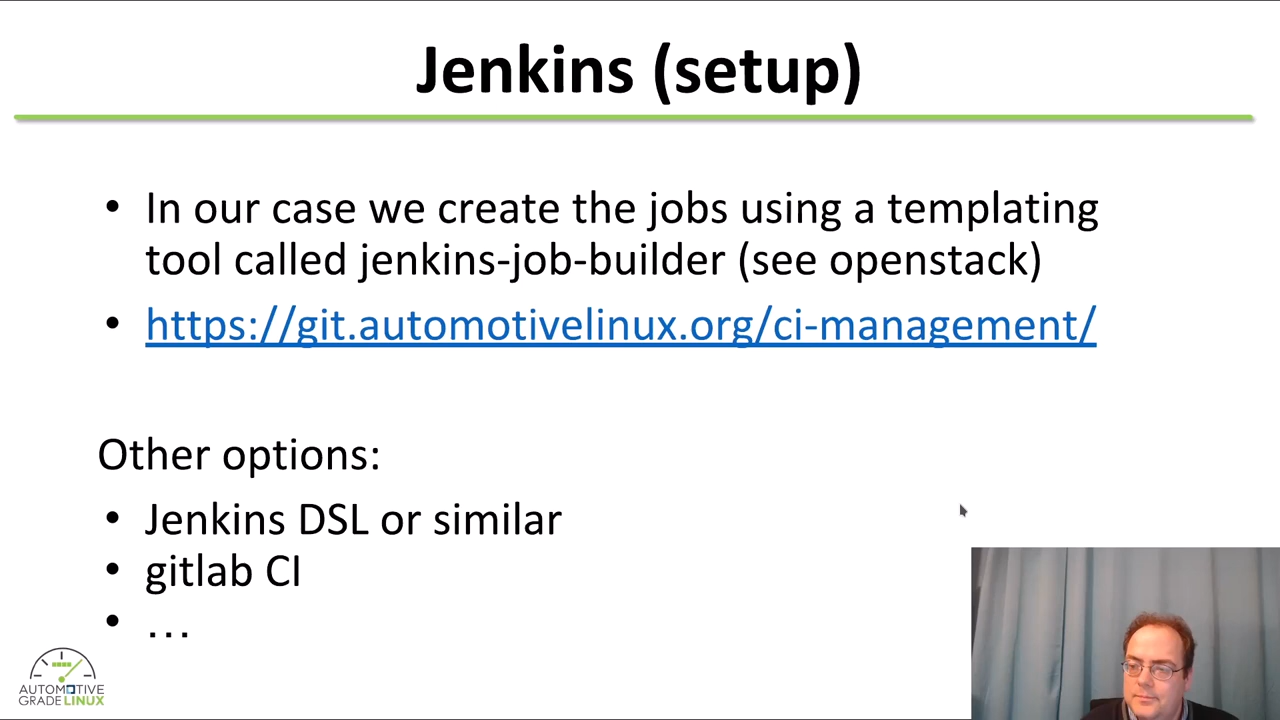 Jenkins (setup)
• In our case we create the jobs using a templating
tool called jenkins-job-builder (see openstack)
• https://git.automotivelinux.org/ci-management/
Other options:
• Jenkins DSL or similar
• gitlab CI
• …
AUTOMOTIVE
GRADE LINUX